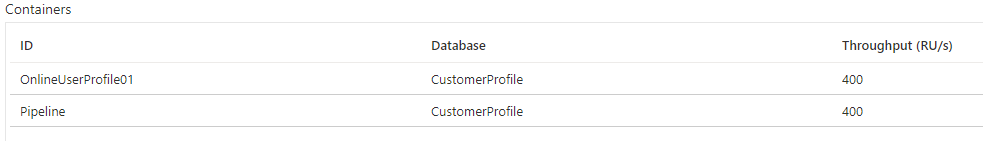 Containers
ID Database Throughput (RU/s)
OnlineUserProfile01 CustomerProfile 400
Pipeline CustomerProfile 400